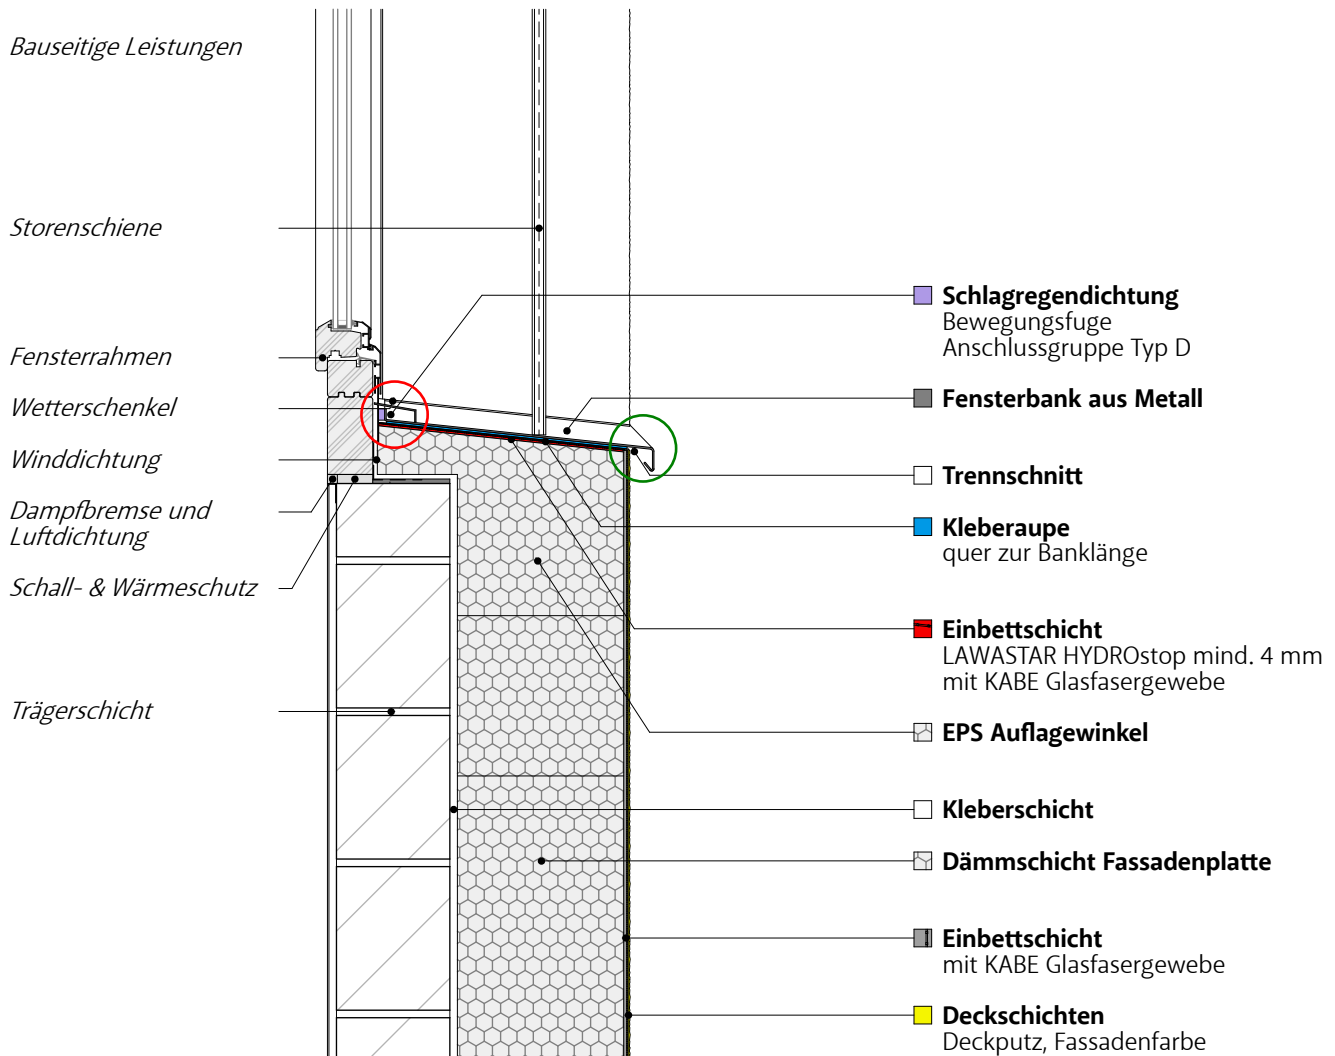 Bauseitige Leistungen
Storenschiene
Fensterrahmen
Wetterschenkel
Winddichtung
Dampfbremse und
Luftdichtung
Schall- & Wärmeschutz
Trägerschicht
Schlagregendichtung
Bewegungsfuge
Anschlussgruppe Typ D
Fensterbank aus Metall
Trennschnitt
Kleberaupe
quer zur Banklänge
Einbettschicht
LAWASTAR HYDROstop mind. 4 mm
mit KABE Glasfasergewebe
EPS Auflagewinkel
Kleberschicht
Dämmschicht Fassadenplatte
Einbettschicht
mit KABE Glasfasergewebe
Deckschichten
Deckputz, Fassadenfarbe